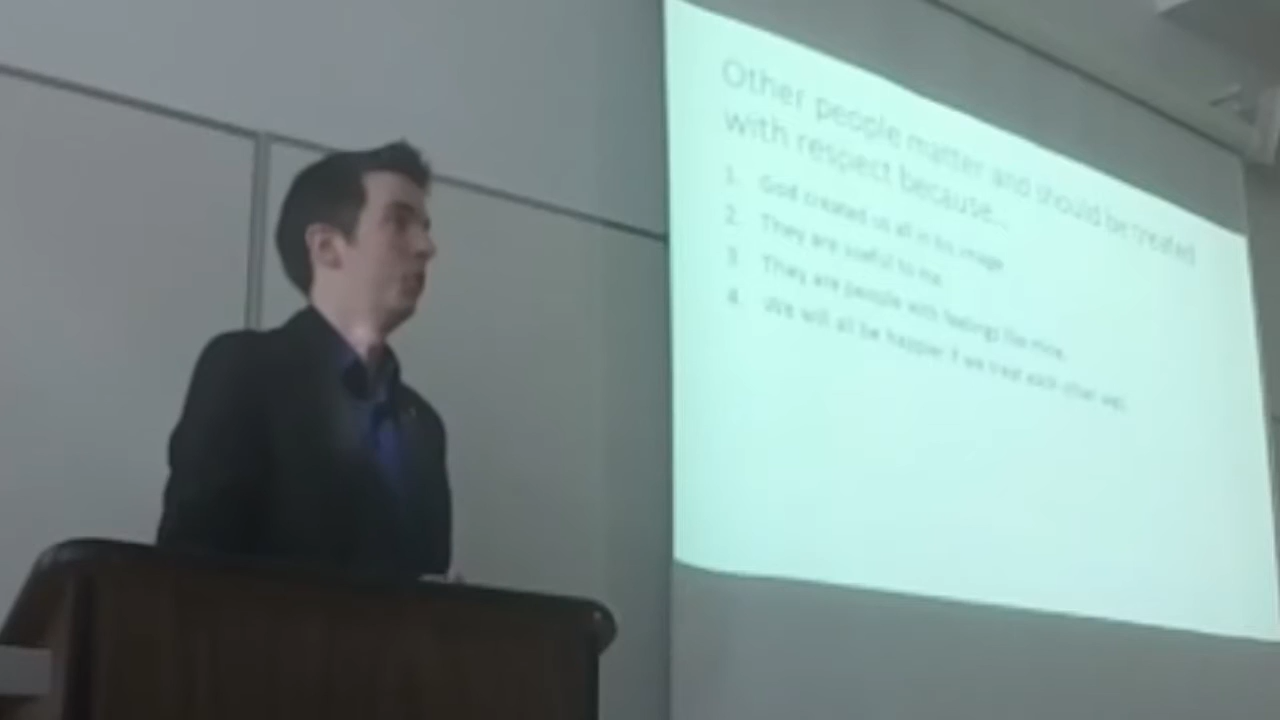 Other people matter and should be treated
with respect because...
1. God created us all in his image
2. They are useful to me.
3. They are people with feelings like mine.
4. We will all be happier if we treat each other well.